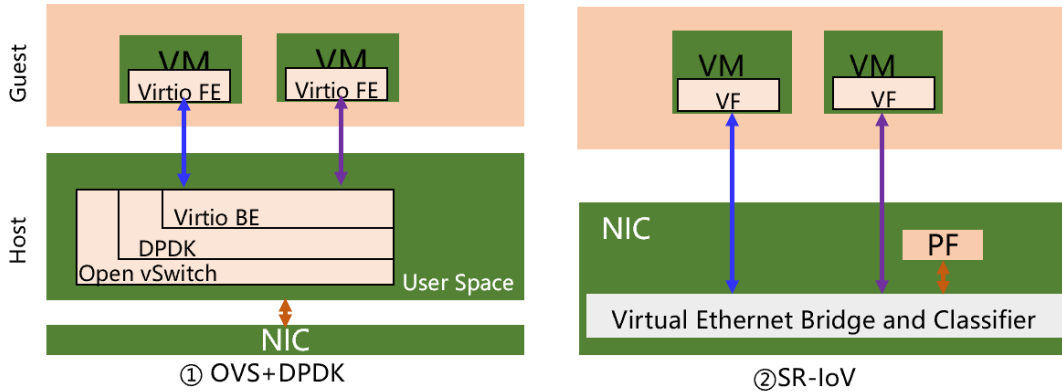 Guest
VM
Virtio FE
VM
Virtio FE
Host
Virtio BE
DPDK
Open vSwitch
User Space
NIC
① OVS+DPDK
VM
VF
VM
VF
NIC
PF
Virtual Ethernet Bridge and Classifier
②SR-IoV